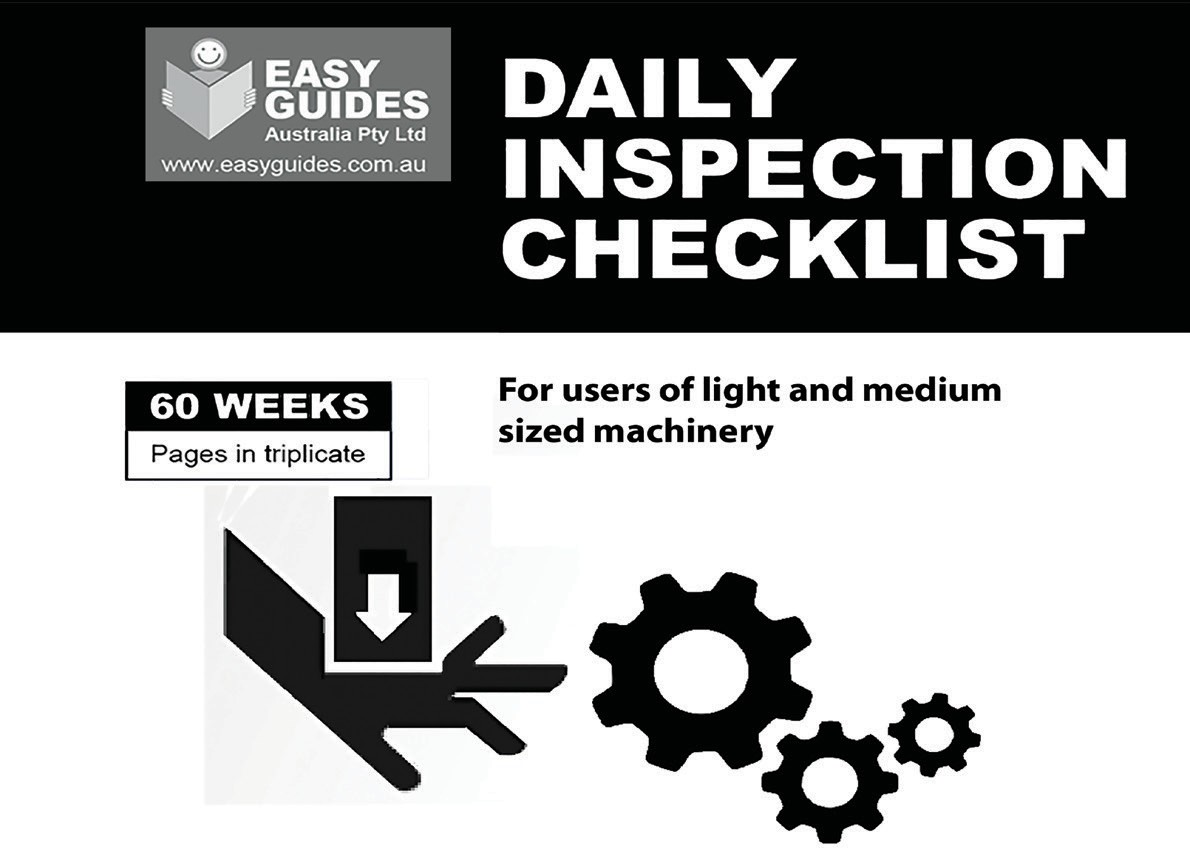 EASY
GUIDES
Australia Pty Ltd
www.easyguides.com.au
DAILY
INSPECTION
CHECKLIST
60 WEEKS
Pages in triplicate
For users of light and medium
sized machinery